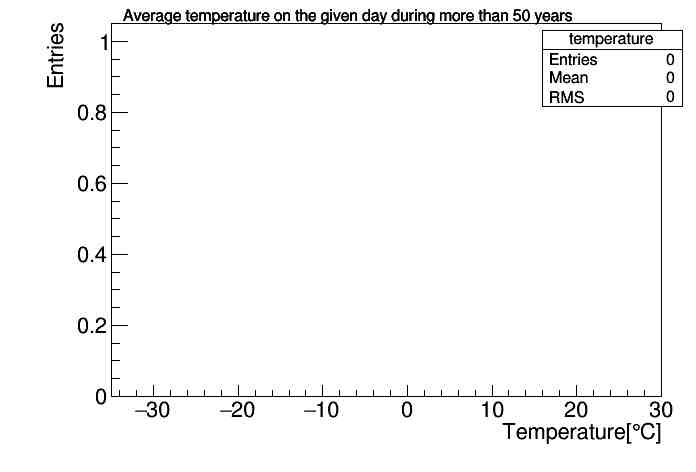 Average temperature on the given day during more than 50 years
Entries
temperature
Entries 0
Mean 0
RMS 0
1
0.8
0.6
0.4
0.2
0
−30 −20 −10 0 10 20 30
Temperature[°C]